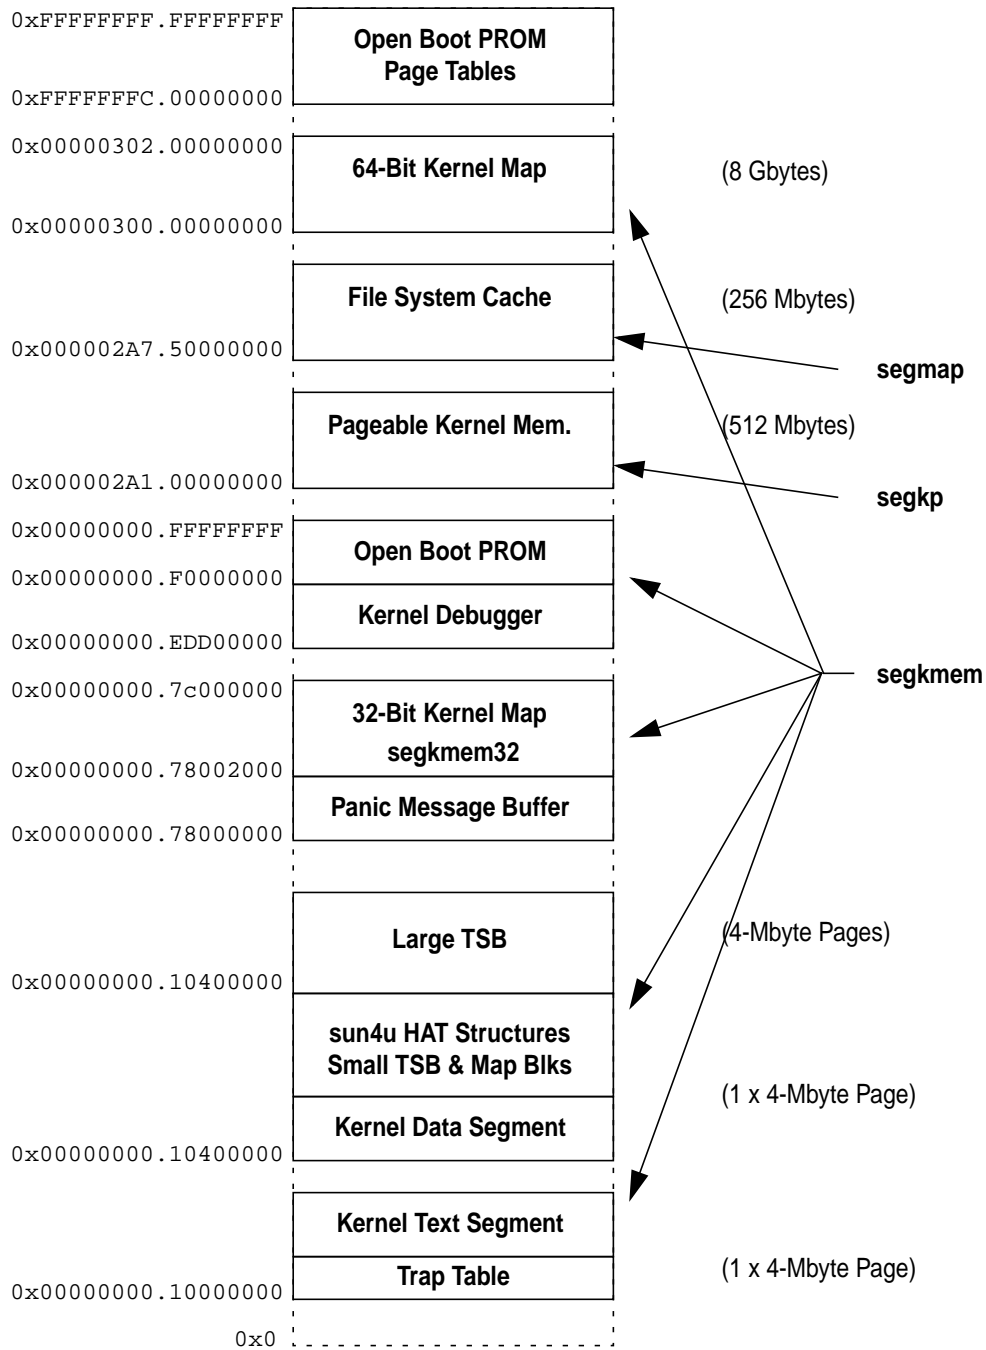 0xFFFFFFFF.FFFFFFFF
Open Boot PROM
Page Tables
0xFFFFFFFC.00000000
0x00000302.00000000
64-Bit Kernel Map
(8 Gbytes)
0x00000300.00000000
File System Cache
(256 Mbytes)
0x000002A7.50000000
segmap
Pageable Kernel Mem.
(512 Mbytes)
0x000002A1.00000000
segkp
0x00000000.FFFFFFFF
Open Boot PROM
0x00000000.F0000000
Kernel Debugger
0x00000000.EDD00000
segkmem
0x00000000.7c000000
32-Bit Kernel Map
segkmem32
0x00000000.78002000
Panic Message Buffer
0x00000000.78000000
Large TSB
(4-Mbyte Pages)
0x00000000.10400000
sun4u HAT Structures
Small TSB & Map Blks
(1 x 4-Mbyte Page)
Kernel Data Segment
0x00000000.10400000
Kernel Text Segment
Trap Table
(1 x 4-Mbyte Page)
0x00000000.10000000
0x0